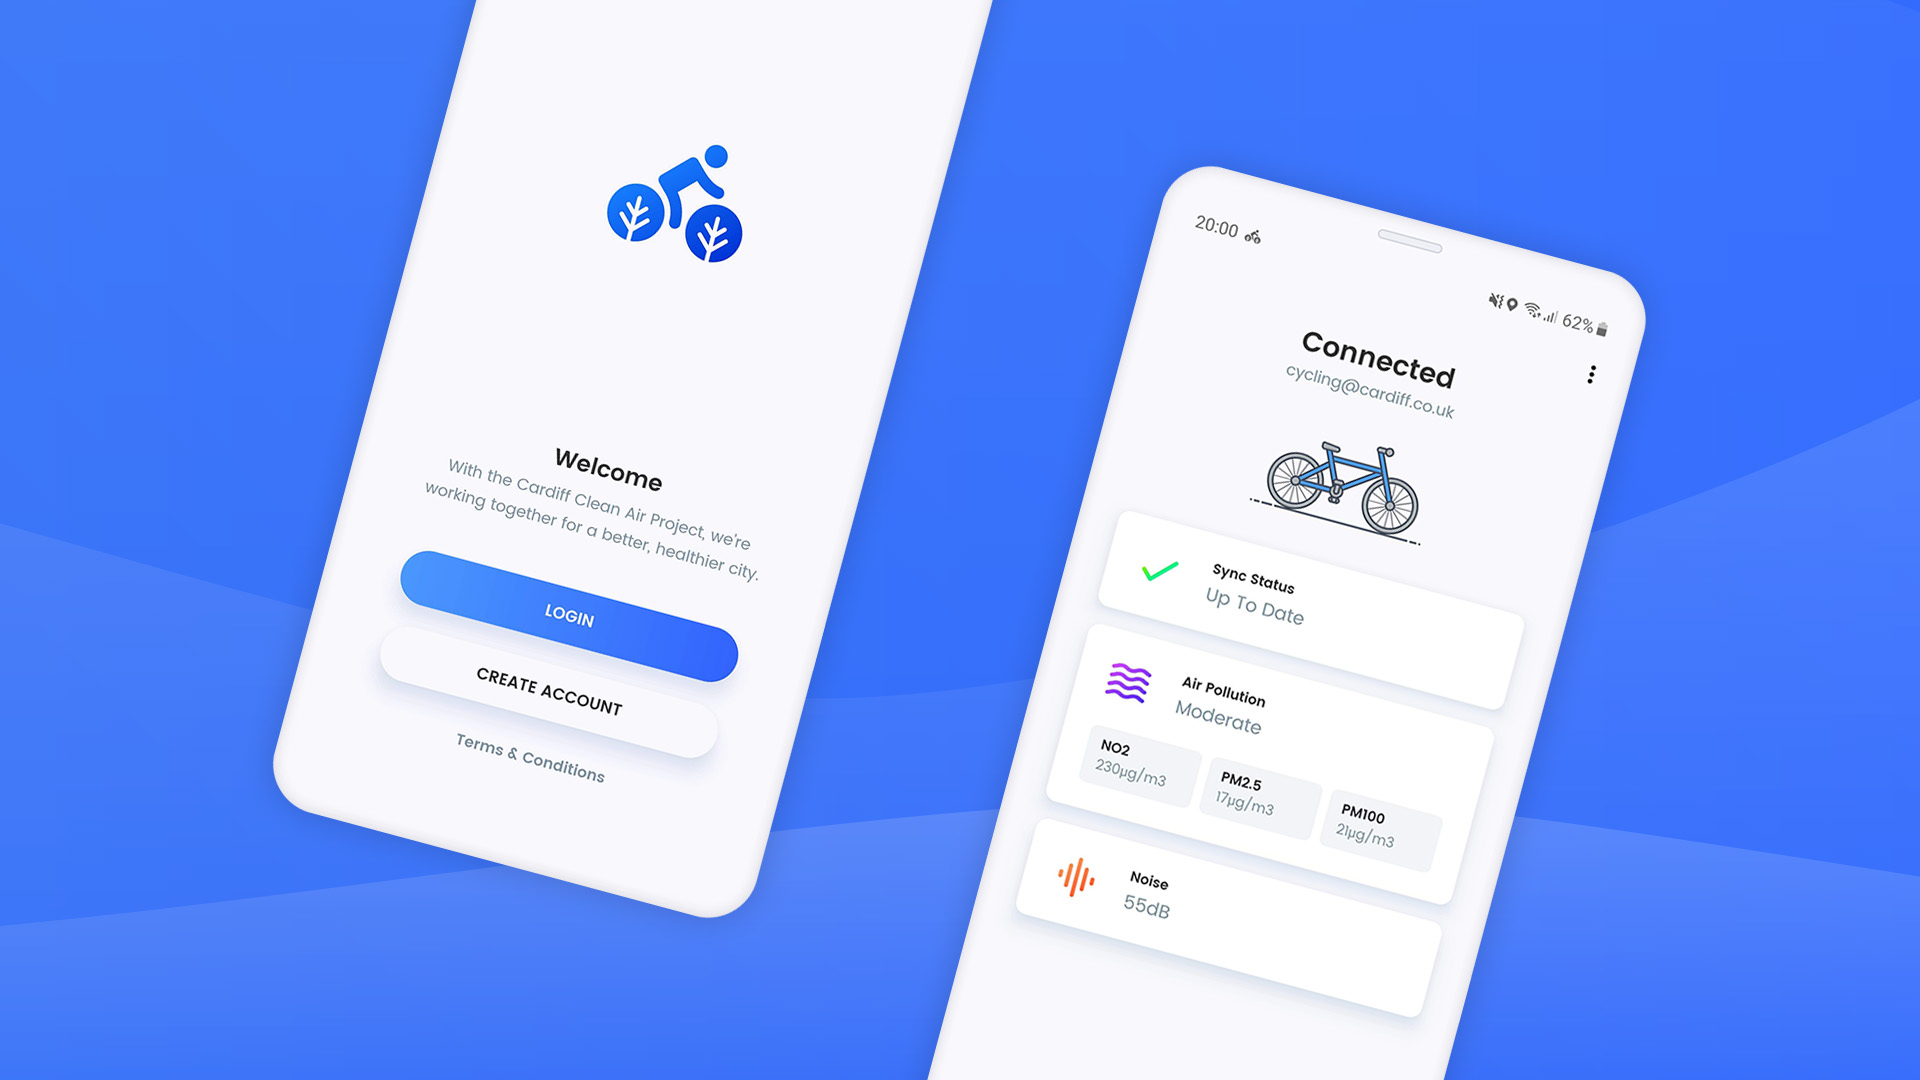 Welcome
With the Cardiff Clean Air Project, we're
working together for a better, healthier city.
LOGIN
CREATE ACCOUNT
Terms & Conditions
20:00
62%
Connected
cycling@cardiff.co.uk
Sync Status
Up To Date
Air Pollution
Moderate
NO2
230µg/m3
PM2.5
17µg/m3
PM100
21µg/m3
Noise
55dB